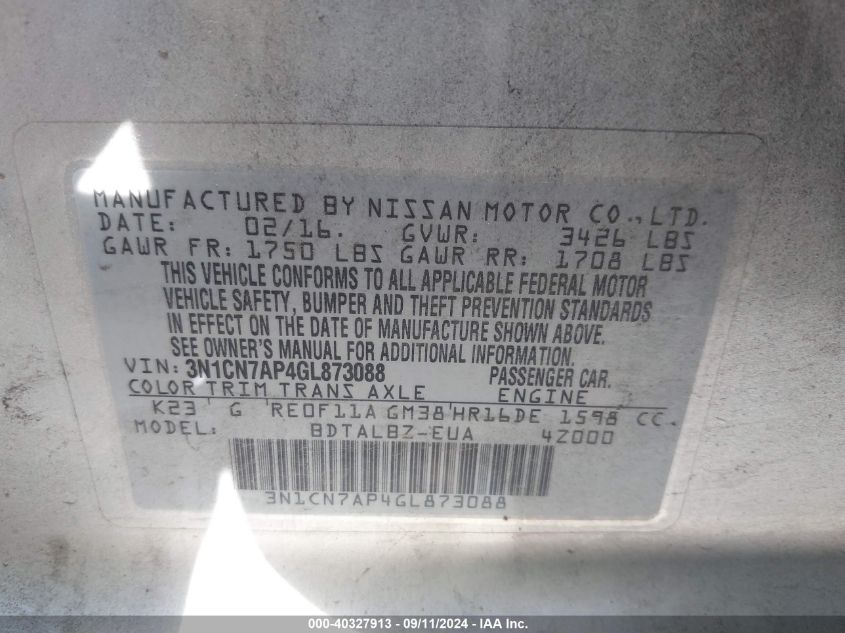 MANUFACTURED BY NISSAN MOTOR CO., LTD.
DATE: 02/16. GVWR: 3426 LBS
GAWR FR: 1750 LBS GAWR RR: 1708 LBS
THIS VEHICLE CONFORMS TO ALL APPLICABLE FEDERAL MOTOR
VEHICLE SAFETY, BUMPER AND THEFT PREVENTION STANDARDS
IN EFFECT ON THE DATE OF MANUFACTURE SHOWN ABOVE.
SEE OWNER'S MANUAL FOR ADDITIONAL INFORMATION.
VIN: 3N1CN7AP4GL873088 PASSENGER CAR.
COLOR TRIM TRANS AXLE ENGINE
K23 G RE0F11A GM38 HR16DE 1598 CC.
MODEL: BDTALBZ-EUA 42000
3N1CN7AP4GL873088
000-40327913 - 09/11/2024 - IAA Inc.